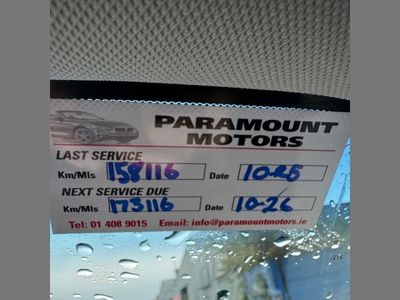 PARAMOUNT
MOTORS
LAST SERVICE
Km/Mls 158116 Date 10-25
NEXT SERVICE DUE
Km/Mls 173116 Date 10-26
Tel: 01 408 9015 Email: info@paramountmotors.ie